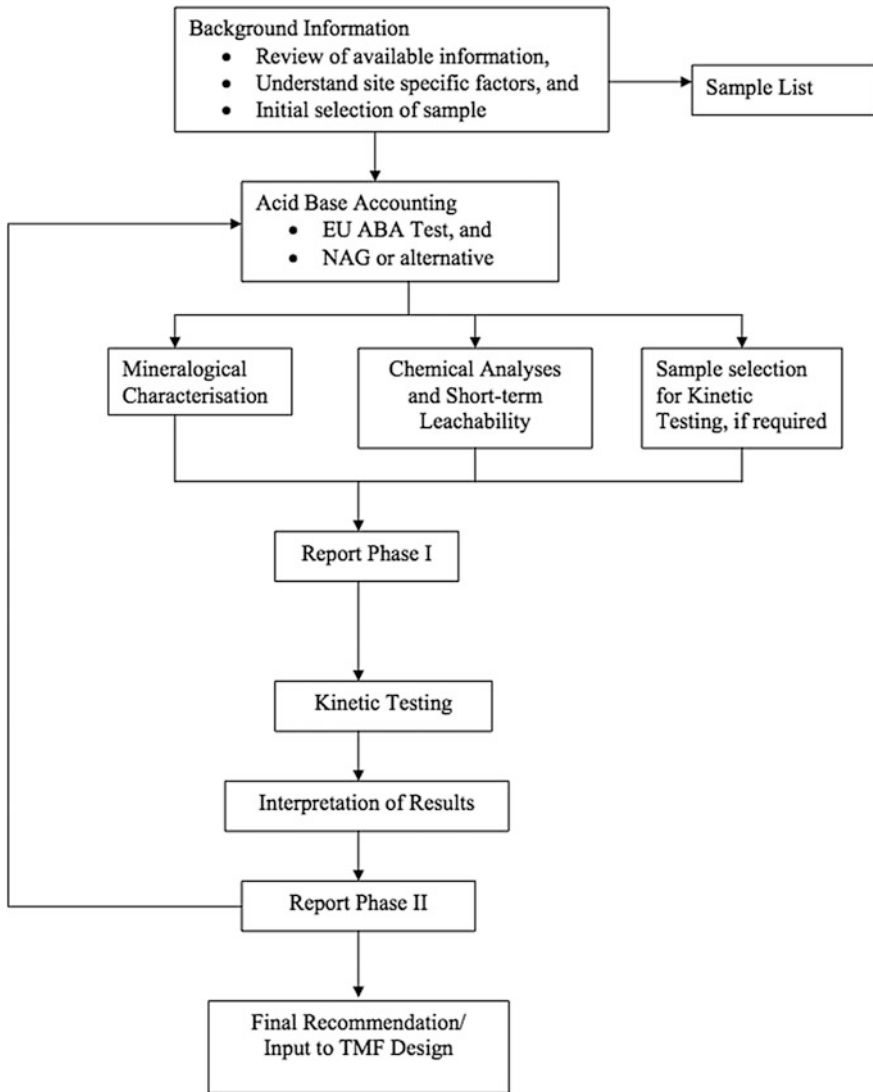 Background Information
• Review of available information,
• Understand site specific factors, and
• Initial selection of sample
Sample List
Acid Base Accounting
• EU ABA Test, and
• NAG or alternative
Mineralogical
Characterisation
Chemical Analyses
and Short-term
Leachability
Sample selection
for Kinetic
Testing, if required
Report Phase I
Kinetic Testing
Interpretation of Results
Report Phase II
Final Recommendation/
Input to TMF Design